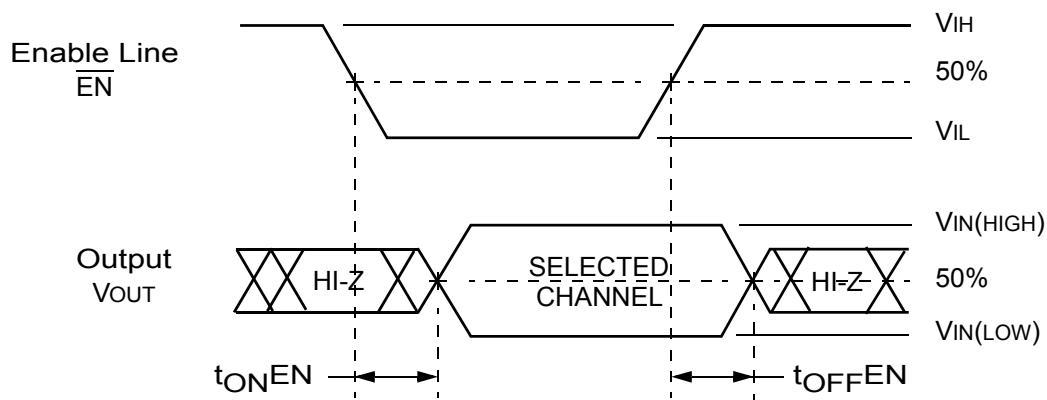 Enable Line
EN
VIH
50%
VIL
Output
VOUT
HI-Z
SELECTED
CHANNEL
HI-Z
VIN(HIGH)
50%
VIN(LOW)
tONEN
tOFFEN